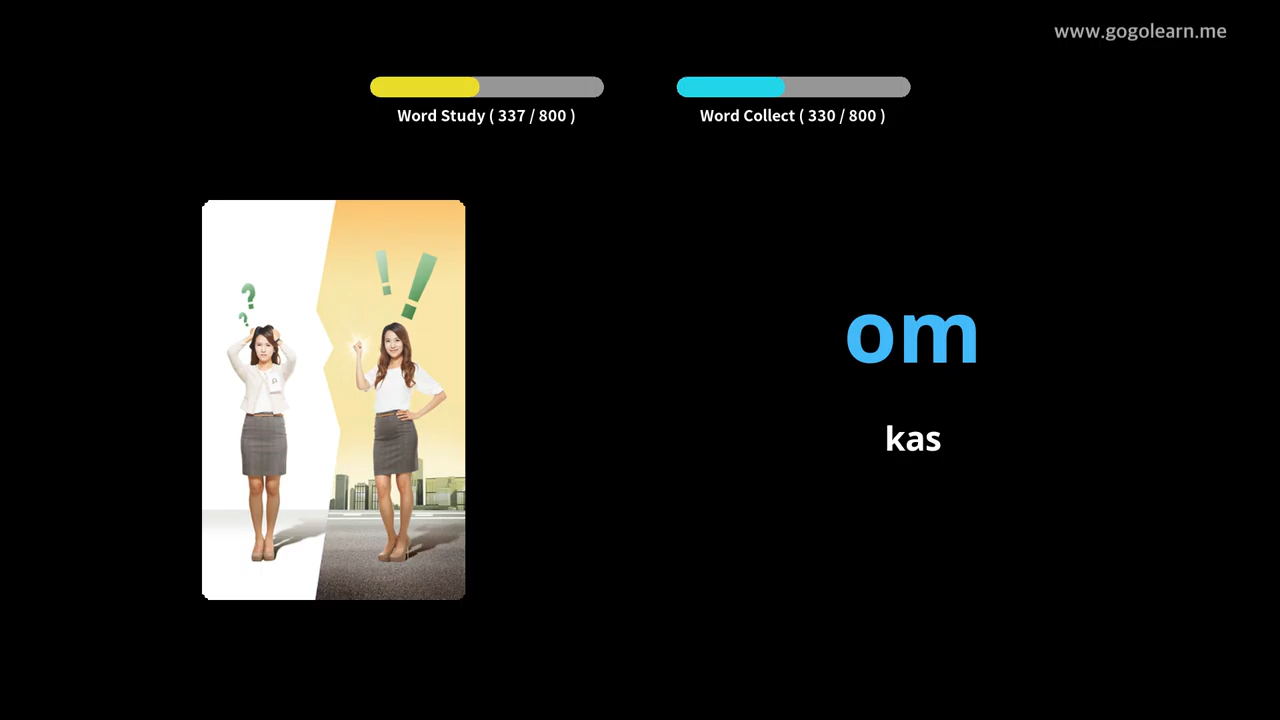 www.gogolearn.me
Word Study ( 337 / 800 )
Word Collect ( 330 / 800 )
? ?
! !
om
kas